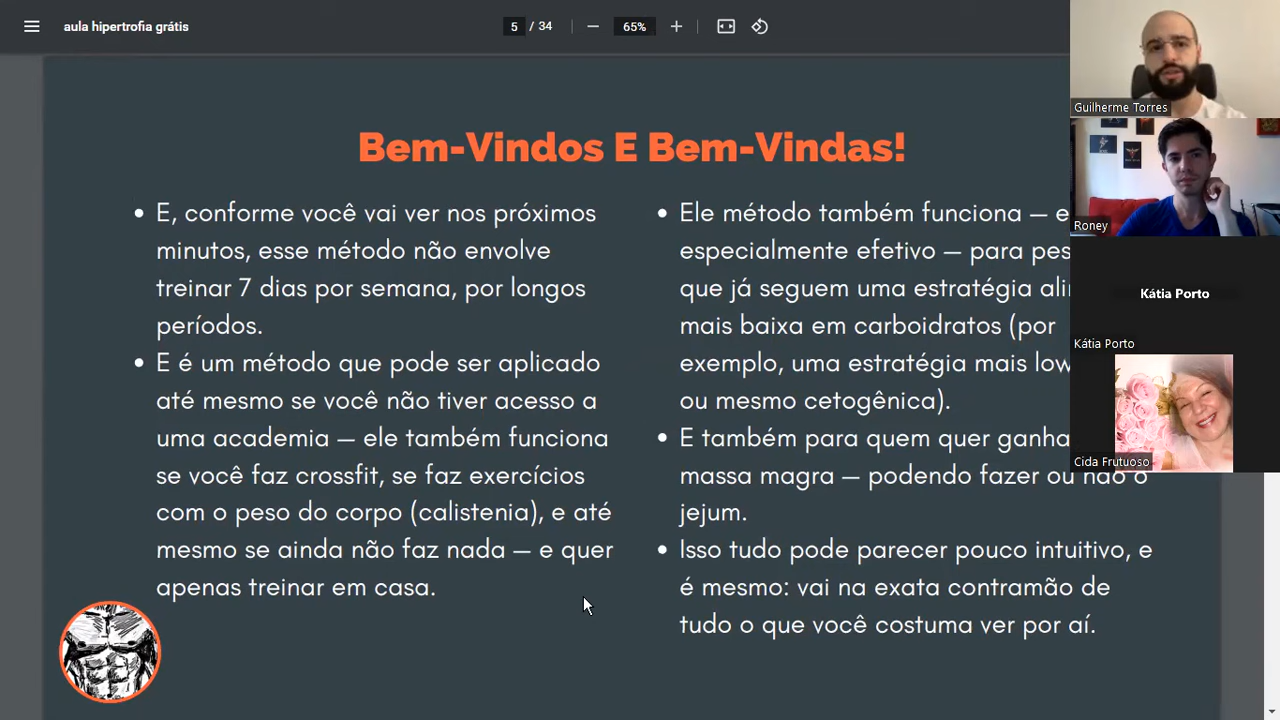 aula hipertrofia grátis
5 / 34
65%
Bem-Vindos E Bem-Vindas!
E, conforme você vai ver nos próximos
minutos, esse método não envolve
treinar 7 dias por semana, por longos
períodos.
E é um método que pode ser aplicado
até mesmo se você não tiver acesso a
uma academia — ele também funciona
se você faz crossfit, se faz exercícios
com o peso do corpo (calistenia), e até
mesmo se ainda não faz nada — e quer
apenas treinar em casa.
Ele método também funciona — e
especialmente efetivo — para pes
que já seguem uma estratégia ali
mais baixa em carboidratos (por
exemplo, uma estratégia mais low
ou mesmo cetogênica).
E também para quem quer ganha
massa magra — podendo fazer ou não o
jejum.
Isso tudo pode parecer pouco intuitivo, e
é mesmo: vai na exata contramão de
tudo o que você costuma ver por aí.
Guilherme Torres
Roney
Kátia Porto
Kátia Porto
Cida Frutuoso